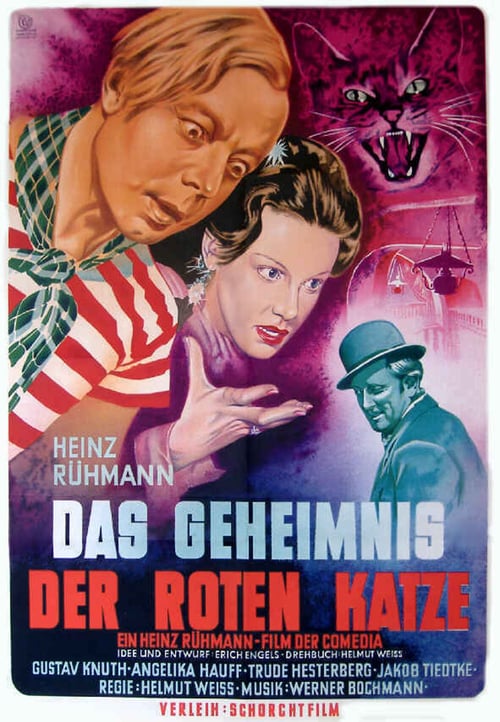 HEINZ
RÜHMANN
DAS GEHEIMNIS
DER ROTEN KATZE
EIN HEINZ RÜHMANN-FILM DER COMEDIA
IDEE UND ENTWURF·ERICH ENGELS-DREHBUCH·HELMUT WEISS
GUSTAV KNUTH·ANGELIKA HAUFF·TRUDE HESTERBERG·JAKOB TIEDTKE·
REGIE:HELMUT WEISS·MUSIK:WERNER BOCHMANN·
VERLEIH:SCHORCHTFILM